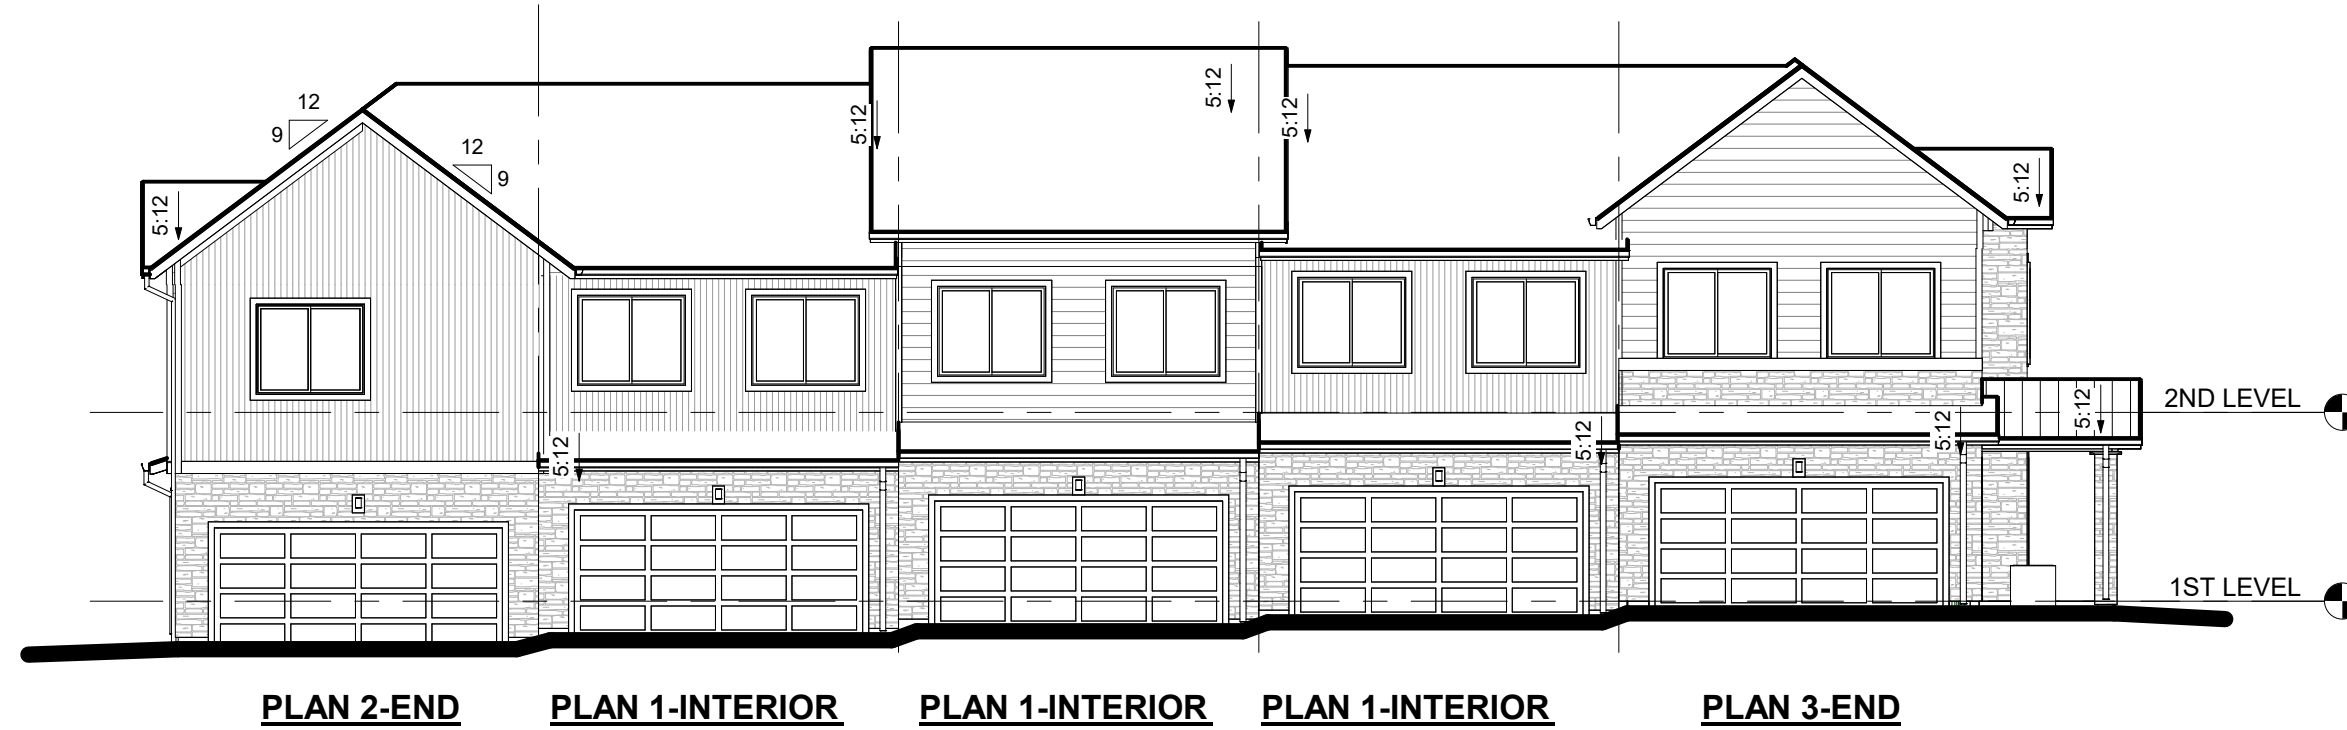 12
9
12
9
5:12
5:12
5:12
5:12
5:12
5:12
5:12
5:12
5:12
2ND LEVEL
1ST LEVEL
PLAN 2-END
PLAN 1-INTERIOR
PLAN 1-INTERIOR
PLAN 1-INTERIOR
PLAN 3-END